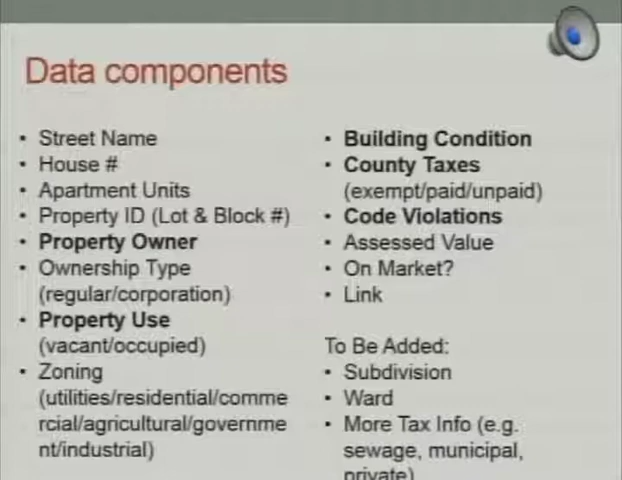 Data components
• Street Name
• House #
• Apartment Units
• Property ID (Lot & Block #)
• Property Owner
• Ownership Type
(regular/corporation)
• Property Use
(vacant/occupied)
• Zoning
(utilities/residential/comme
rcial/agricultural/governme
nt/industrial)
• Building Condition
• County Taxes
(exempt/paid/unpaid)
• Code Violations
• Assessed Value
• On Market?
• Link
To Be Added:
• Subdivision
• Ward
• More Tax Info (e.g.
sewage, municipal,
private)